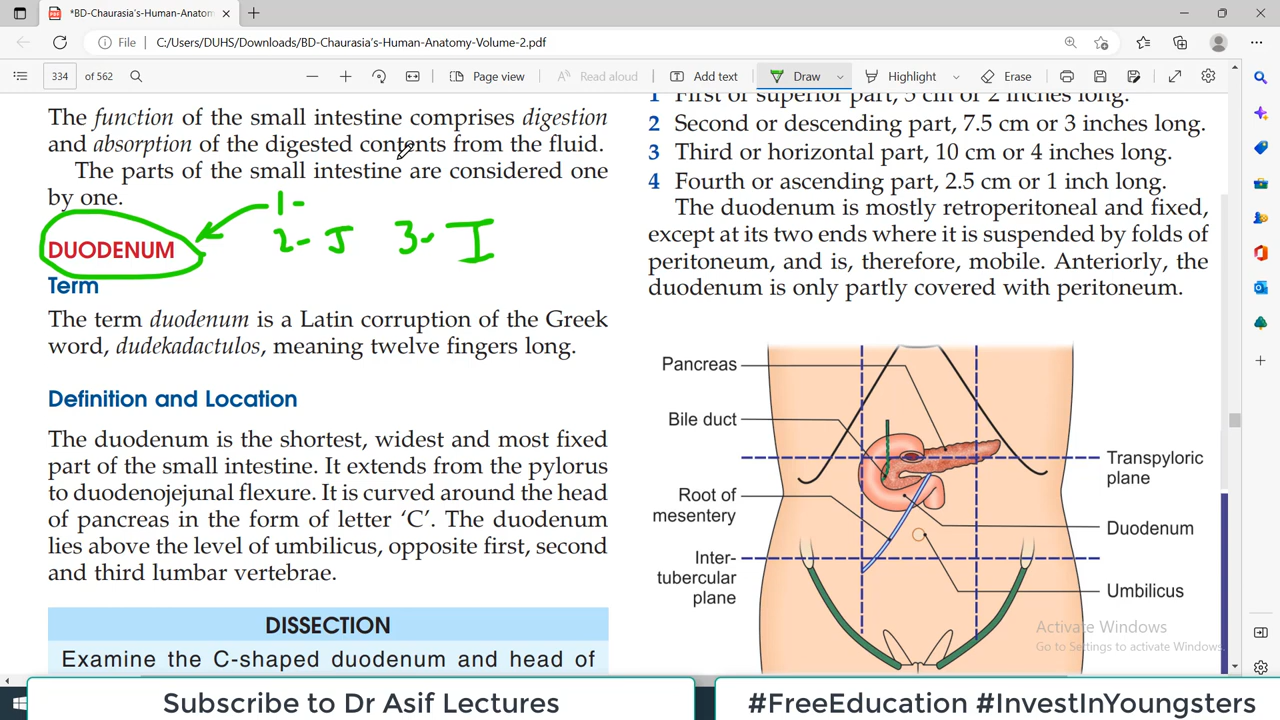 *BD-Chaurasia's-Human-Anatom
File
C:/Users/DUHS/Downloads/BD-Chaurasia's-Human-Anatomy-Volume-2.pdf
334 of 562
Page view
Read aloud
Add text
Draw
Highlight
Erase
The function of the small intestine comprises digestion
and absorption of the digested contents from the fluid.
The parts of the small intestine are considered one
by one.
1-
2- J 3- I
DUODENUM
Term
The term duodenum is a Latin corruption of the Greek
word, dudekadactulos, meaning twelve fingers long.
Definition and Location
The duodenum is the shortest, widest and most fixed
part of the small intestine. It extends from the pylorus
to duodenojejunal flexure. It is curved around the head
of pancreas in the form of letter 'C'. The duodenum
lies above the level of umbilicus, opposite first, second
and third lumbar vertebrae.
DISSECTION
Examine the C-shaped duodenum and head of
1 First or superior part, 5 cm or 2 inches long.
2 Second or descending part, 7.5 cm or 3 inches long.
3 Third or horizontal part, 10 cm or 4 inches long.
4 Fourth or ascending part, 2.5 cm or 1 inch long.
The duodenum is mostly retroperitoneal and fixed,
except at its two ends where it is suspended by folds of
peritoneum, and is, therefore, mobile. Anteriorly, the
duodenum is only partly covered with peritoneum.
Pancreas
Bile duct
Root of
mesentery
Inter-
tubercular
plane
Transpyloric
plane
Duodenum
Umbilicus
Activate Windows
Go to Settings to activate Windows.
Subscribe to Dr Asif Lectures
#FreeEducation #InvestInYoungsters